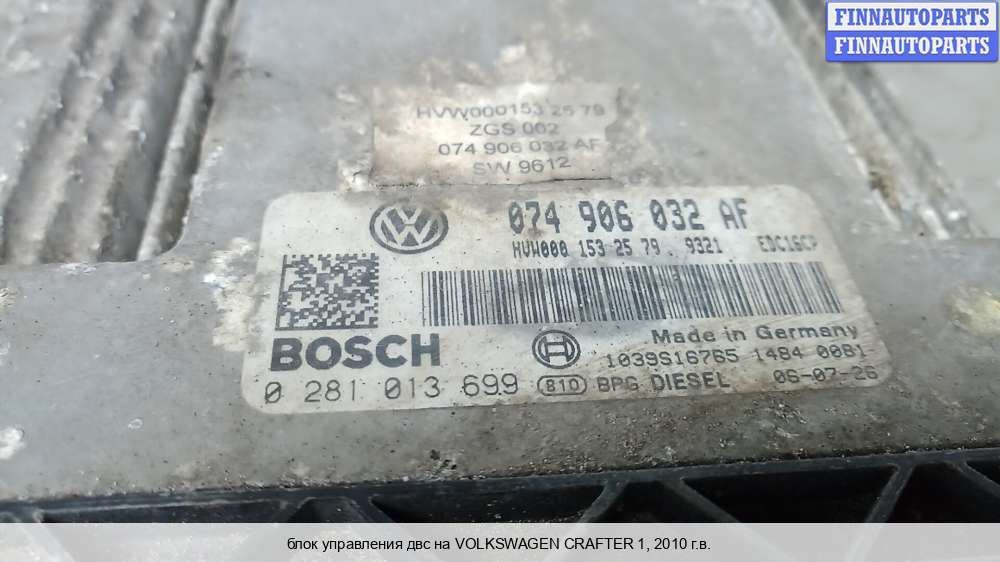 FINNAUTOPARTS
FINNAUTOPARTS
HVW000153 25 79
ZGS 002
074 906 032 AF
SW 9612
074 906 032 AF
HVW000 153 25 79 . 9321 EDC16CP
Made in Germany
BOSCH
1039S16765 1484 0081
0 281 013 699 810 BPG DIESEL 06-07-26
блок управления двс на VOLKSWAGEN CRAFTER 1, 2010 г.в.